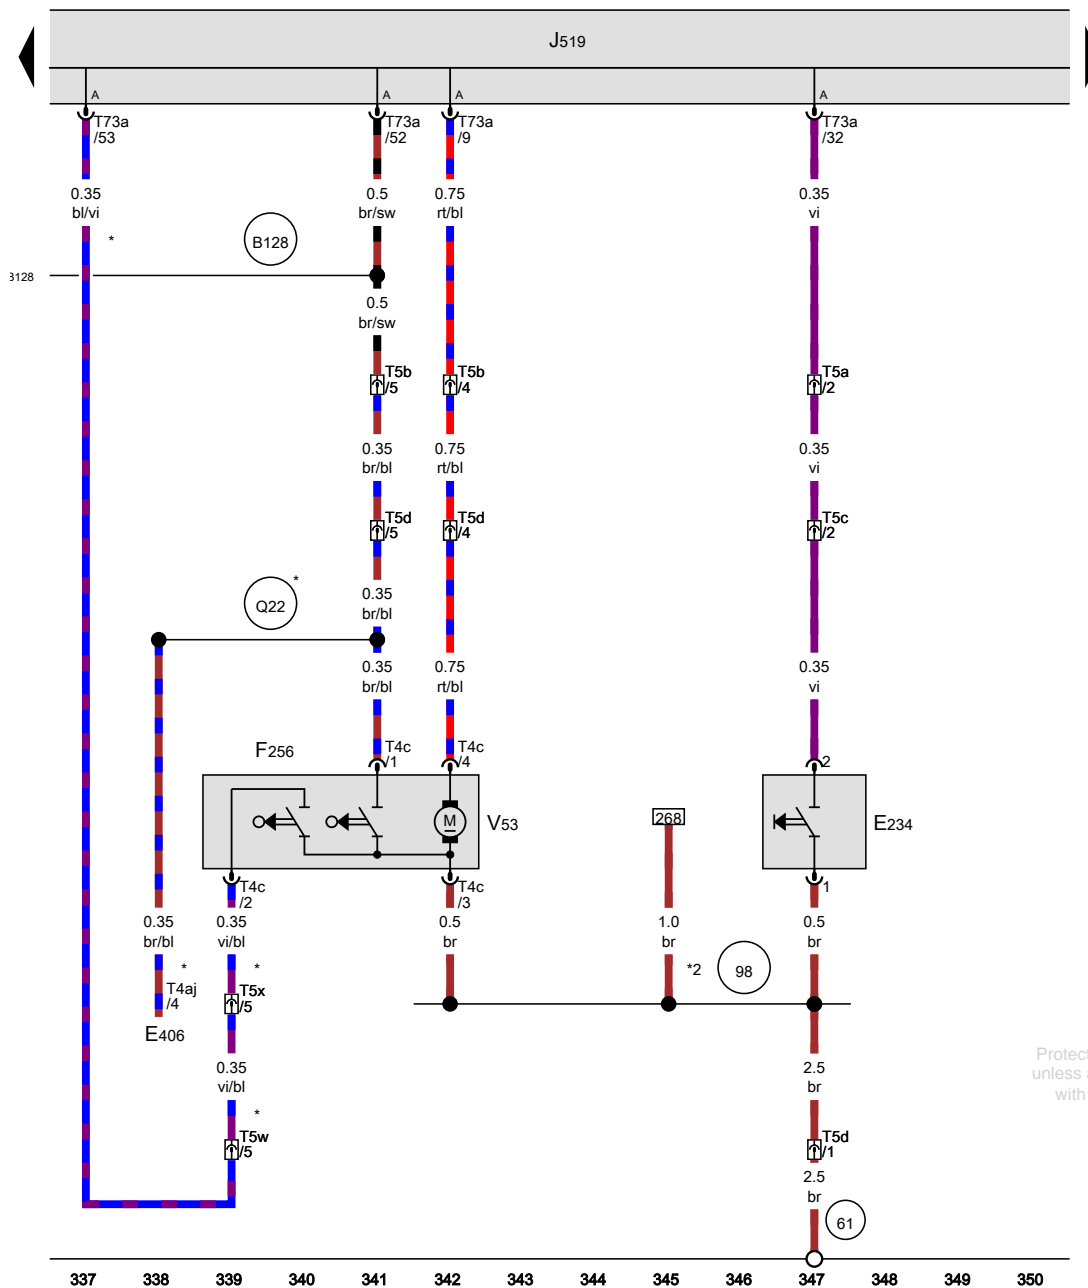 J519
A A A A
T73a
/53
T73a
/52
T73a
/9
T73a
/32
0.35
bl/vi
*
0.5
br/sw
0.75
rt/bl
0.35
vi
B128
0.5
br/sw
T5b
/5
T5b
/4
T5a
/2
0.35
br/bl
0.75
rt/bl
0.35
vi
T5d
/5
T5d
/4
T5c
/2
Q22
*
0.35
br/bl
0.35
br/bl
0.75
rt/bl
0.35
vi
F256
T4c
/1
T4c
/4
2
M
V53
268
E234
T4c
/2
T4c
/3
1
0.35
br/bl
*
0.35
vi/bl
*
0.5
br
1.0
br
*2
98
0.5
br
T4aj
/4
T5x
/5
E406
0.35
vi/bl
*
2.5
br
T5w
/5
T5d
/1
2.5
br
61
Protect
unless
with
337 338 339 340 341 342 343 344 345 346 347 348 349 350